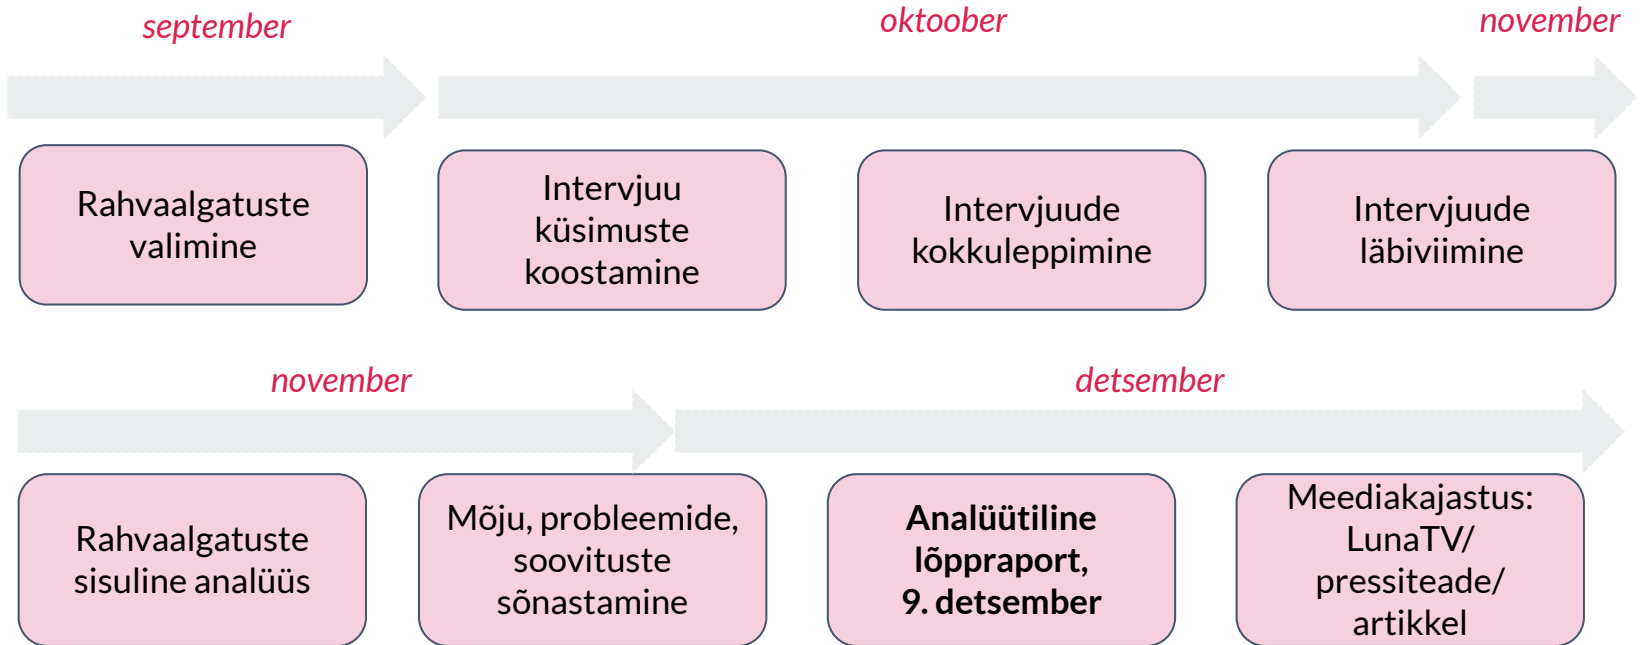 september
oktoober
november
Rahvaalgatuste
valimine
Intervjuu
küsimuste
koostamine
Intervjuude
kokkuleppimine
Intervjuude
läbiviimine
november
detsember
Rahvaalgatuste
sisuline analüüs
Mõju, probleemide,
soovituste
sõnastamine
Analüütiline
lõppraport,
9. detsember
Meediakajastus:
LunaTV/
pressiteade/
artikkel